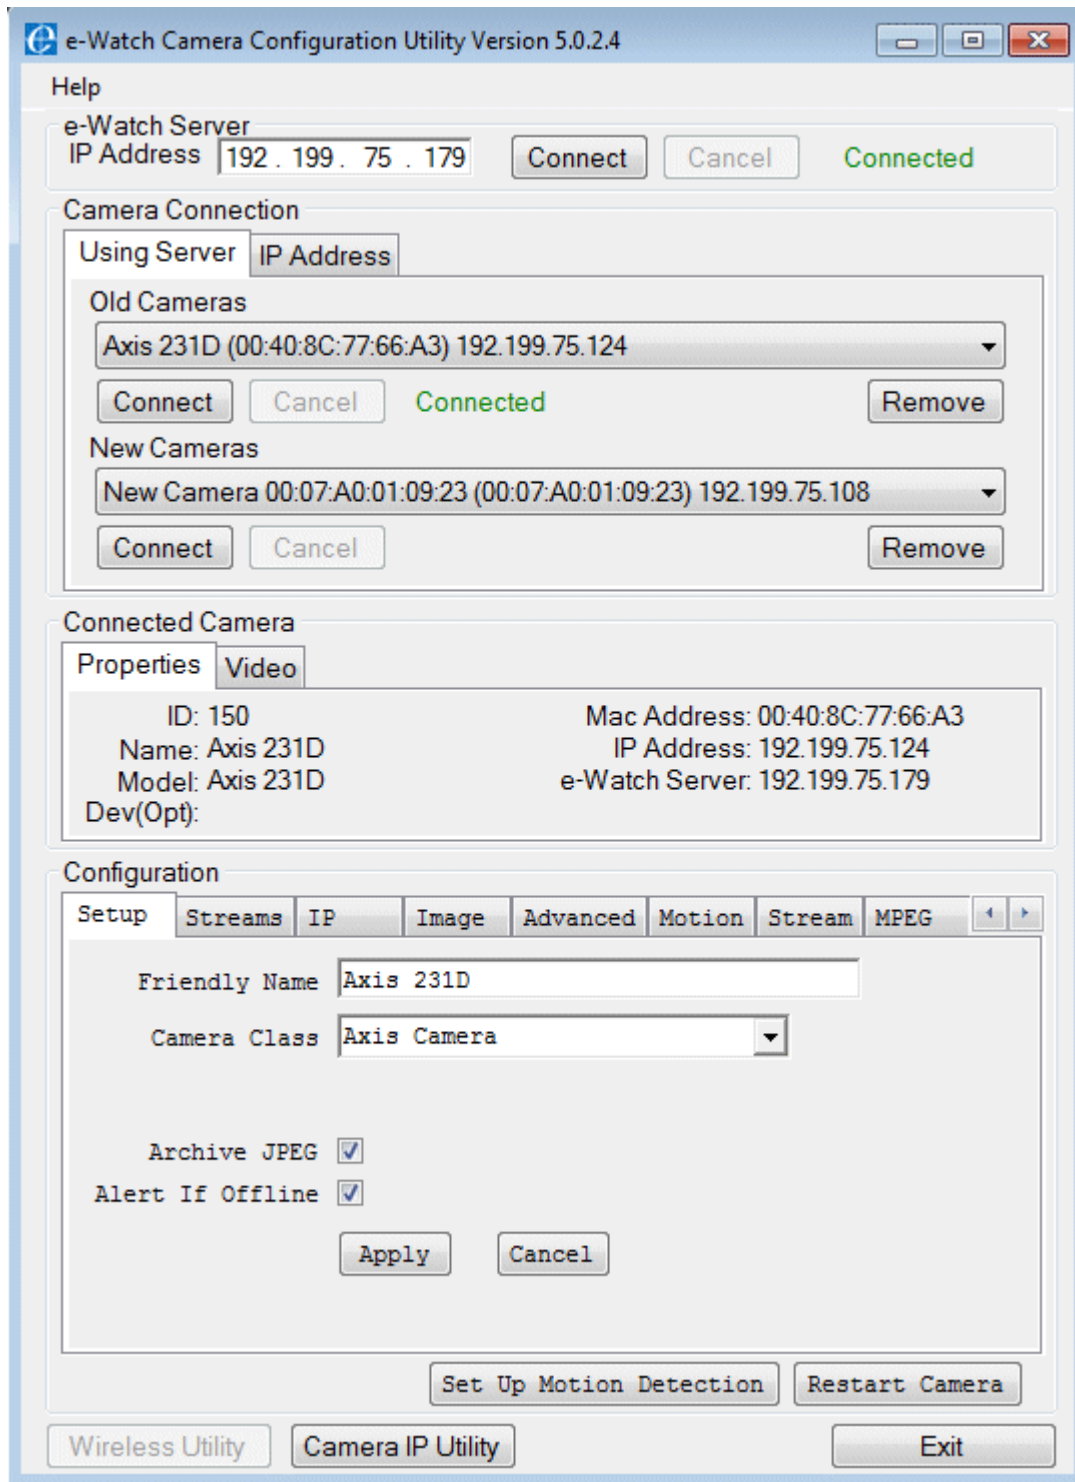 e-Watch Camera Configuration Utility Version 5.0.2.4
Help
e-Watch Server
IP Address 192 . 199 . 75 . 179 Connect Cancel Connected
Camera Connection
Using Server IP Address
Old Cameras
Axis 231D (00:40:8C:77:66:A3) 192.199.75.124
Connect Cancel Connected Remove
New Cameras
New Camera 00:07:A0:01:09:23 (00:07:A0:01:09:23) 192.199.75.108
Connect Cancel Remove
Connected Camera
Properties Video
ID: 150 Mac Address: 00:40:8C:77:66:A3
Name: Axis 231D IP Address: 192.199.75.124
Model: Axis 231D e-Watch Server: 192.199.75.179
Dev(Opt):
Configuration
Setup Streams IP Image Advanced Motion Stream MPEG
Friendly Name Axis 231D
Camera Class Axis Camera
Archive JPEG
Alert If Offline
Apply Cancel
Set Up Motion Detection Restart Camera
Wireless Utility Camera IP Utility Exit